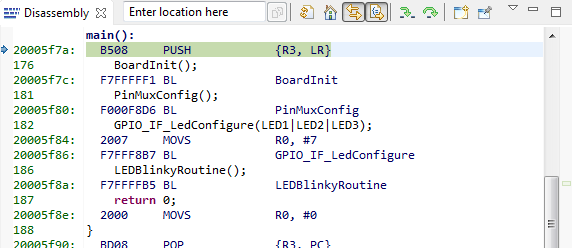 Disassembly Enter location here
main():
20005f7a: B508 PUSH {R3, LR}
176 BoardInit();
20005f7c: F7FFFFF1 BL BoardInit
181 PinMuxConfig();
20005f80: F000F8D6 BL PinMuxConfig
182 GPIO_IF_LedConfigure(LED1|LED2|LED3);
20005f84: 2007 MOVS R0, #7
20005f86: F7FFF8B7 BL GPIO_IF_LedConfigure
186 LEDBlinkyRoutine();
20005f8a: F7FFFFB5 BL LEDBlinkyRoutine
187 return 0;
20005f8e: 2000 MOVS R0, #0
188 }
20005f90: BD08 POP {R3, PC}